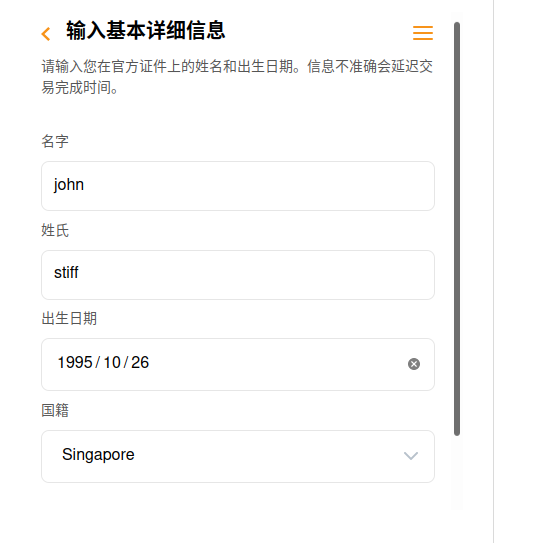 输入基本详细信息
请输入您在官方证件上的姓名和出生日期。信息不准确会延迟交
易完成时间。
名字
john
姓氏
stiff
出生日期
1995/10/26
国籍
Singapore